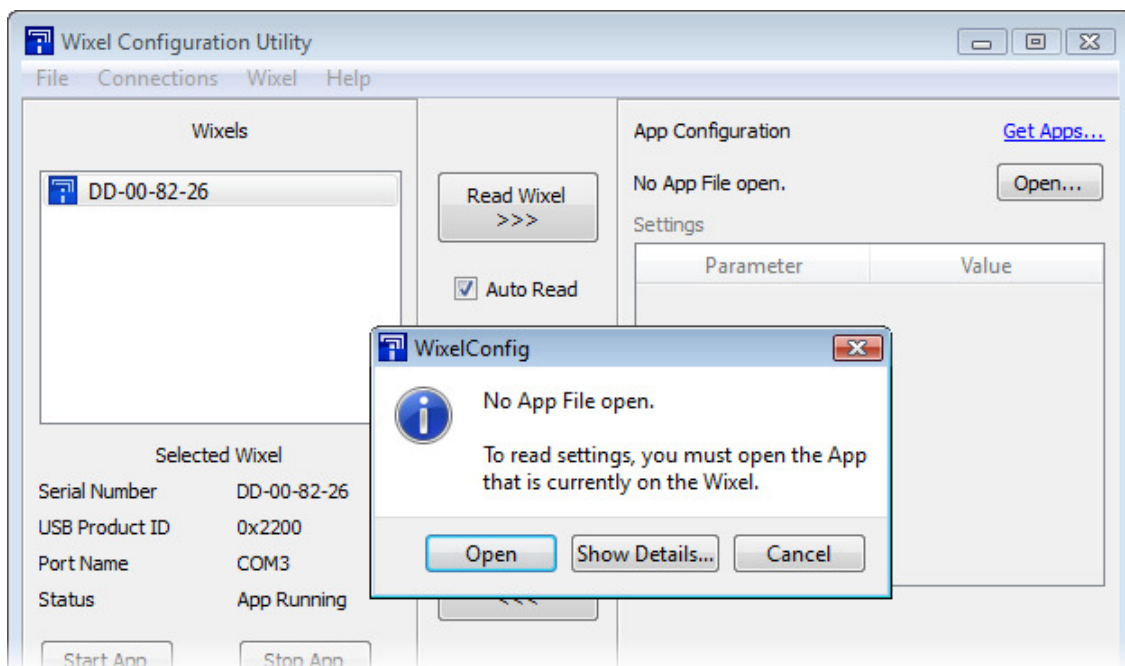 Wixel Configuration Utility
File Connections Wixel Help
Wixels
DD-00-82-26
Selected Wixel
Serial Number DD-00-82-26
USB Product ID 0x2200
Port Name COM3
Status App Running
Start App Stop App
Read Wixel
>>>
Auto Read
<<<
App Configuration Get Apps...
No App File open. Open...
Settings
Parameter Value
WixelConfig
No App File open.
To read settings, you must open the App
that is currently on the Wixel.
Open Show Details... Cancel